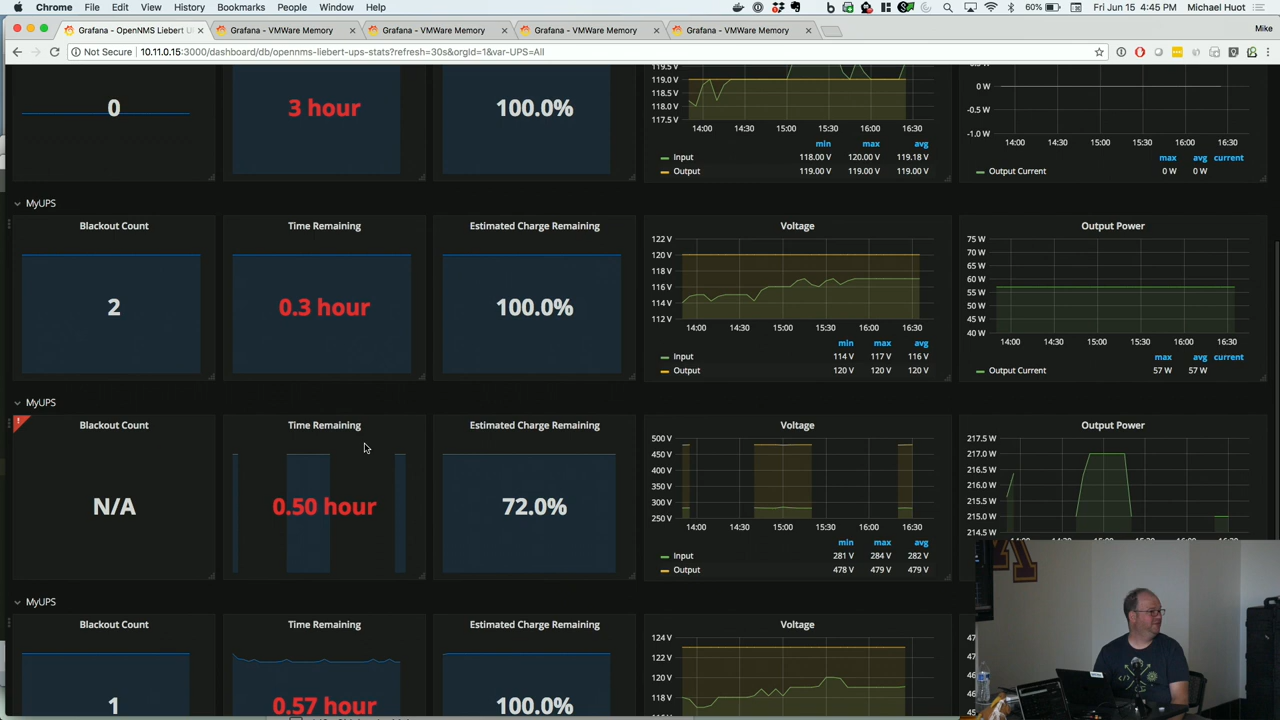 Chrome File Edit View History Bookmarks People Window Help 60% Fri Jun 15 4:45 PM Michael Huot
Grafana - OpenNMS Liebert U
Grafana - VMWare Memory
Grafana - VMWare Memory
Grafana - VMWare Memory
Grafana - VMWare Memory
Mike
Not Secure 10.11.0.15:3000/dashboard/db/opennms-liebert-ups-stats?refresh=30s&orgId=1&var-UPS=All
0
3 hour
100.0%
119.5 V
119.0 V
118.5 V
118.0 V
117.5 V
14:00 14:30 15:00 15:30 16:00 16:30
min max avg
Input 118.00 V 120.00 V 119.18 V
Output 119.00 V 119.00 V 119.00 V
0 W
-0.5 W
-1.0 W
14:00 14:30 15:00 15:30 16:00 16:30
max avg current
Output Current 0 W 0 W
MyUPS
Blackout Count
2
Time Remaining
0.3 hour
Estimated Charge Remaining
100.0%
Voltage
122 V
120 V
118 V
116 V
114 V
112 V
14:00 14:30 15:00 15:30 16:00 16:30
min max avg
Input 114 V 117 V 116 V
Output 120 V 120 V 120 V
Output Power
75 W
70 W
65 W
60 W
55 W
50 W
45 W
40 W
14:00 14:30 15:00 15:30 16:00 16:30
max avg current
Output Current 57 W 57 W
MyUPS
!
Blackout Count
N/A
Time Remaining
0.50 hour
Estimated Charge Remaining
72.0%
Voltage
500 V
450 V
400 V
350 V
300 V
250 V
14:00 14:30 15:00 15:30 16:00 16:30
min max avg
Input 281 V 284 V 282 V
Output 478 V 479 V 479 V
Output Power
217.5 W
217.0 W
216.5 W
216.0 W
215.5 W
215.0 W
214.5 W
MyUPS
Blackout Count
1
Time Remaining
0.57 hour
Estimated Charge Remaining
100.0%
Voltage
124 V
122 V
120 V
118 V